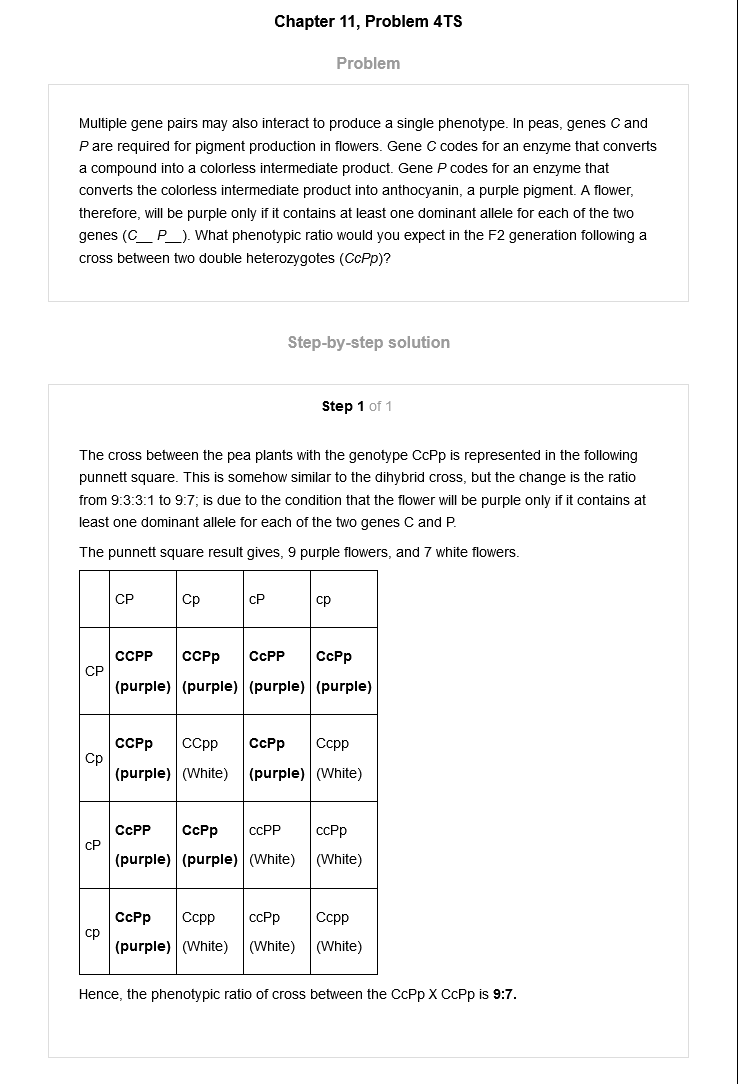 Chapter 11, Problem 4TS
Problem
Multiple gene pairs may also interact to produce a single phenotype. In peas, genes C and
P are required for pigment production in flowers. Gene C codes for an enzyme that converts
a compound into a colorless intermediate product. Gene P codes for an enzyme that
converts the colorless intermediate product into anthocyanin, a purple pigment. A flower,
therefore, will be purple only if it contains at least one dominant allele for each of the two
genes (C__ P__). What phenotypic ratio would you expect in the F2 generation following a
cross between two double heterozygotes (CcPp)?
Step-by-step solution
Step 1 of 1
The cross between the pea plants with the genotype CcPp is represented in the following
punnett square. This is somehow similar to the dihybrid cross, but the change is the ratio
from 9:3:3:1 to 9:7; is due to the condition that the flower will be purple only if it contains at
least one dominant allele for each of the two genes C and P.
The punnett square result gives, 9 purple flowers, and 7 white flowers.
CP Cp cP cp
CP CCPP CCPp CcPP CcPp
(purple) (purple) (purple) (purple)
Cp CCPp CCpp CcPp Ccpp
(purple) (White) (purple) (White)
cP CcPP CcPp ccPP ccPp
(purple) (purple) (White) (White)
cp CcPp Ccpp ccPp Ccpp
(purple) (White) (White) (White)
Hence, the phenotypic ratio of cross between the CcPp X CcPp is 9:7.